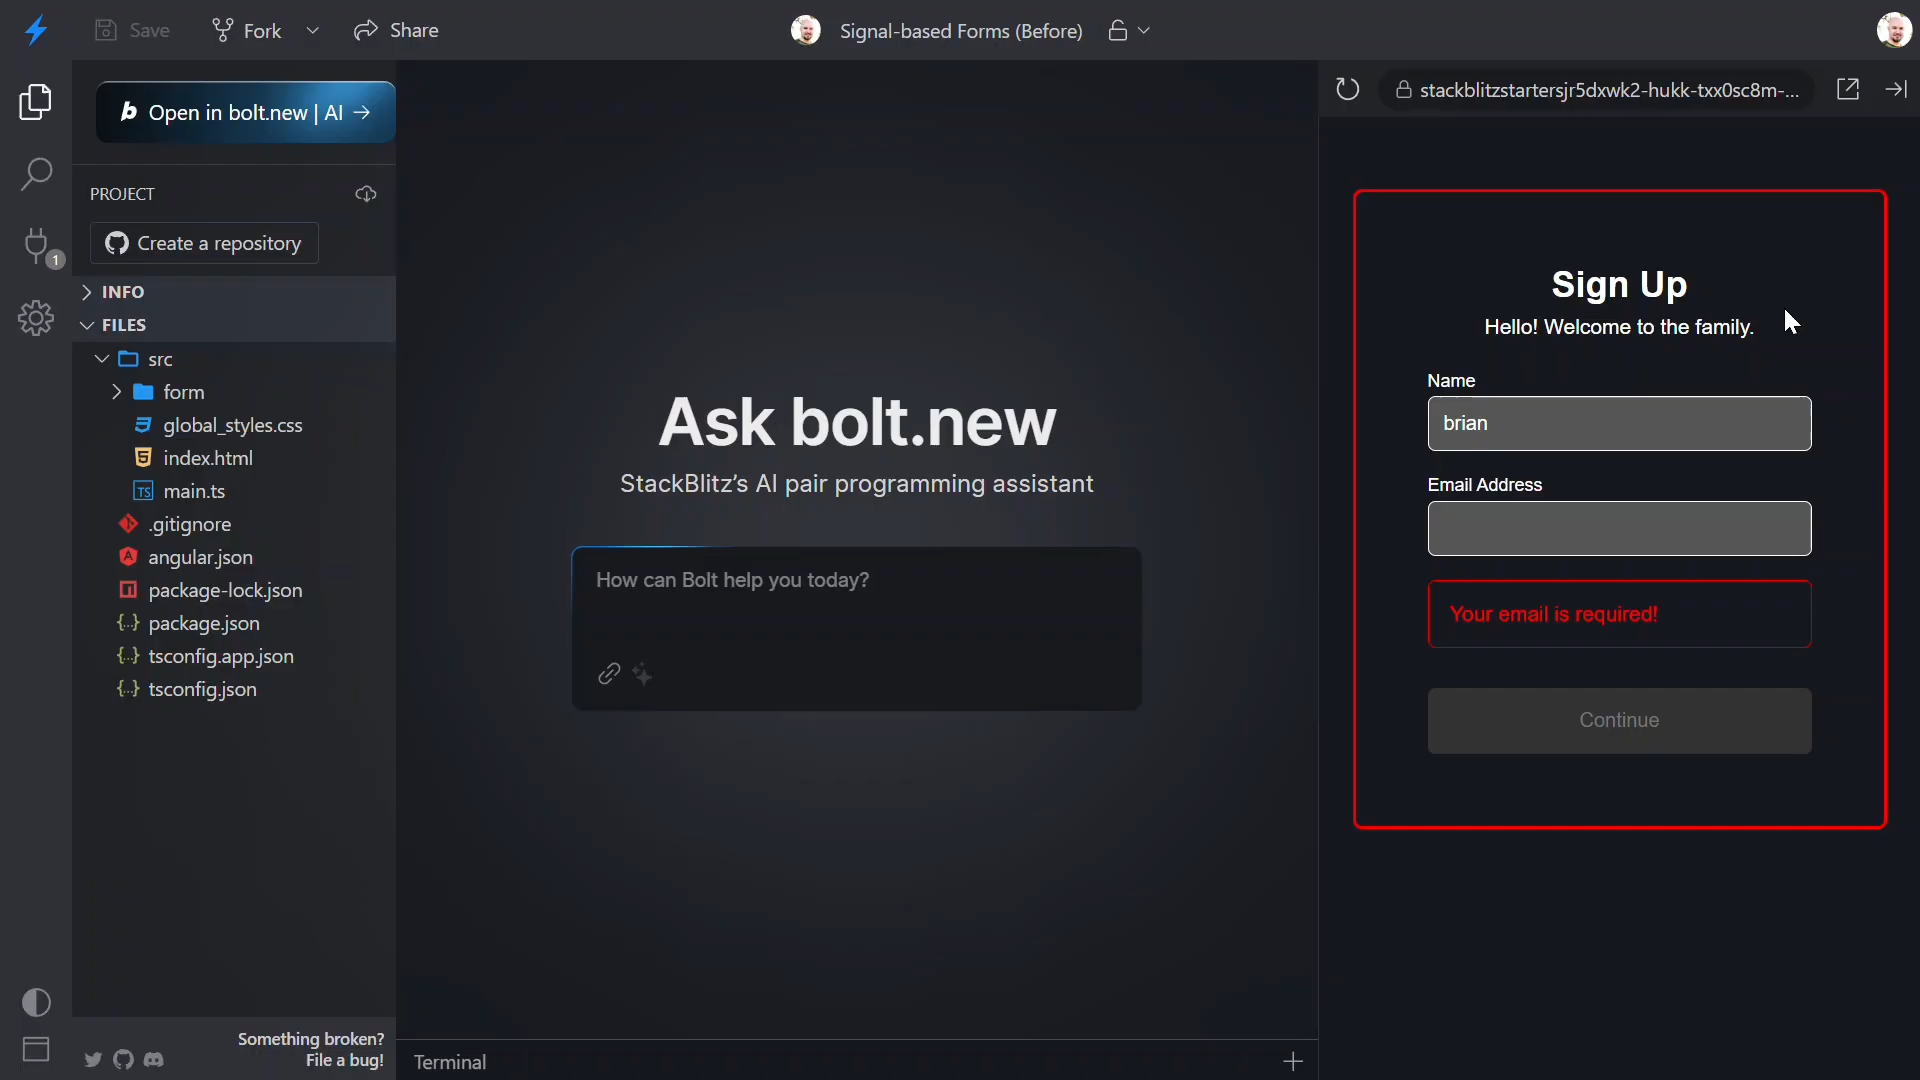 Save
Fork
Share
Signal-based Forms (Before)
Open in bolt.new | AI
stackblitzstartersjr5dxwk2-hukk-txx0sc8m-...
PROJECT
Create a repository
1
INFO
FILES
src
form
global_styles.css
index.html
main.ts
.gitignore
angular.json
package-lock.json
package.json
tsconfig.app.json
tsconfig.json
Something broken?
File a bug!
Ask bolt.new
StackBlitz's AI pair programming assistant
How can Bolt help you today?
Terminal
Sign Up
Hello! Welcome to the family.
Name
brian
Email Address
Your email is required!
Continue